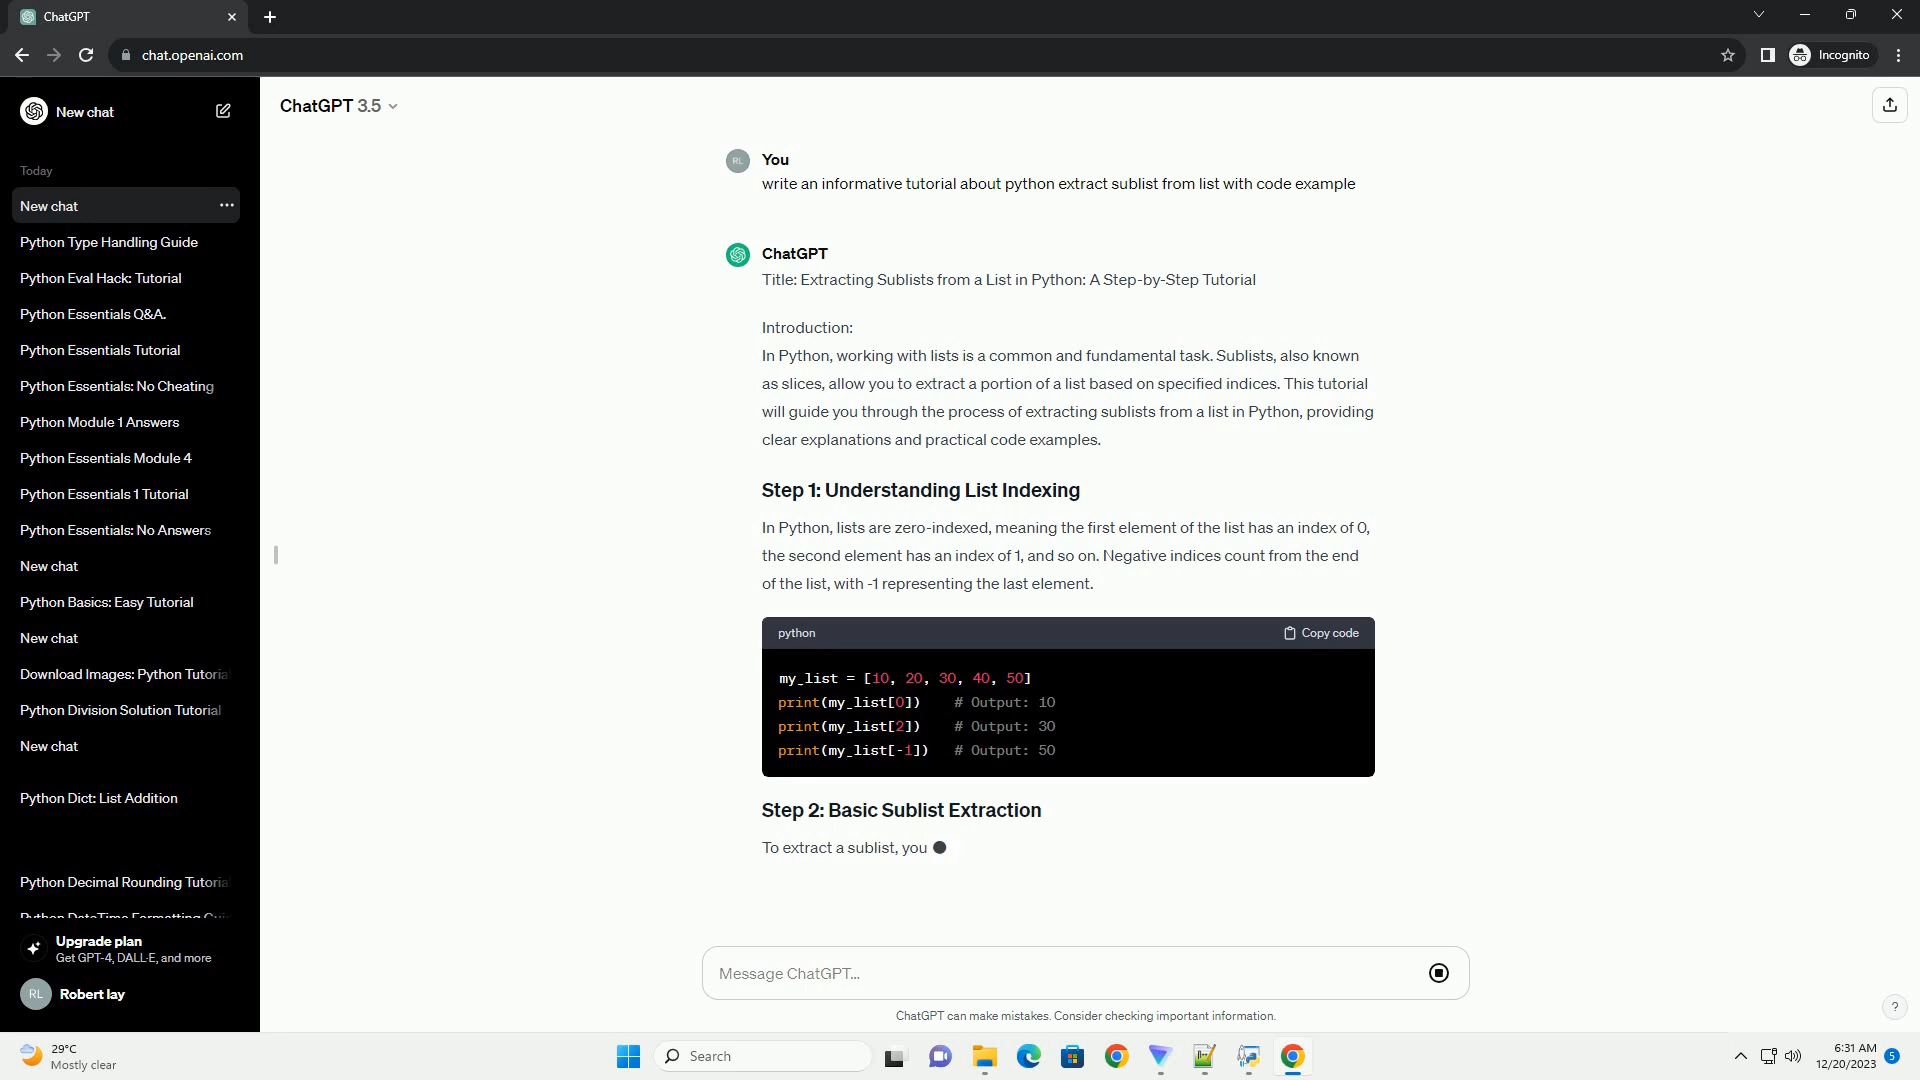 ChatGPT
chat.openai.com
Incognito
New chat
Today
New chat
Python Type Handling Guide
Python Eval Hack: Tutorial
Python Essentials Q&A.
Python Essentials Tutorial
Python Essentials: No Cheating
Python Module 1 Answers
Python Essentials Module 4
Python Essentials 1 Tutorial
Python Essentials: No Answers
New chat
Python Basics: Easy Tutorial
New chat
Download Images: Python Tutoria
Python Division Solution Tutorial
New chat
Python Dict: List Addition
Python Decimal Rounding Tutoria
Python DateTime Formatting Gui
Upgrade plan
Get GPT-4, DALL·E, and more
RL
Robert lay
ChatGPT 3.5
RL
You
write an informative tutorial about python extract sublist from list with code example
ChatGPT
Title: Extracting Sublists from a List in Python: A Step-by-Step Tutorial
Introduction:
In Python, working with lists is a common and fundamental task. Sublists, also known
as slices, allow you to extract a portion of a list based on specified indices. This tutorial
will guide you through the process of extracting sublists from a list in Python, providing
clear explanations and practical code examples.
Step 1: Understanding List Indexing
In Python, lists are zero-indexed, meaning the first element of the list has an index of 0,
the second element has an index of 1, and so on. Negative indices count from the end
of the list, with -1 representing the last element.
python
Copy code
my_list = [10, 20, 30, 40, 50]
print(my_list[0])    # Output: 10
print(my_list[2])    # Output: 30
print(my_list[-1])   # Output: 50
Step 2: Basic Sublist Extraction
To extract a sublist, you
Message ChatGPT...
ChatGPT can make mistakes. Consider checking important information.
?
29°C
Mostly clear
Search
6:31 AM
12/20/2023
5